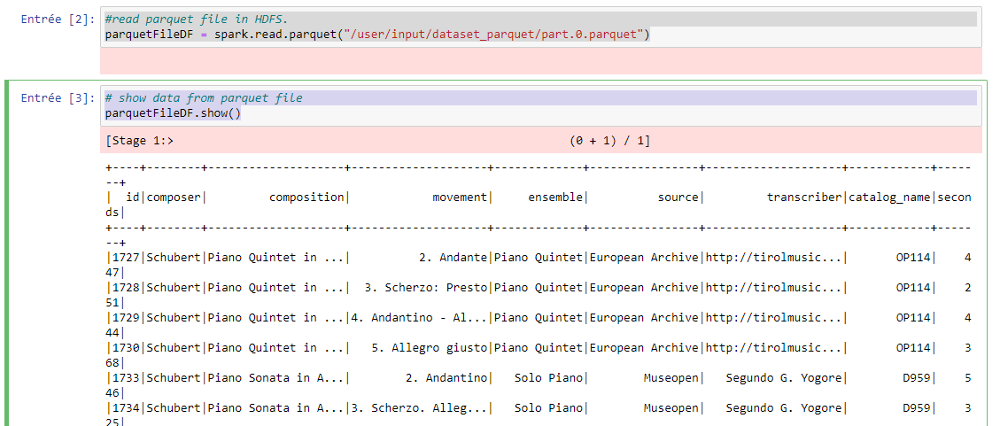 Entrée [2]: #read parquet file in HDFS.
parquetFileDF = spark.read.parquet("/user/input/dataset_parquet/part.0.parquet")
Entrée [3]: # show data from parquet file
parquetFileDF.show()
[Stage 1:>                                                          (0 + 1) / 1]
+----+--------+--------------------+--------------------+-------------+----------------+--------------------+------------+-----
--+
|  id|composer|         composition|            movement|     ensemble|          source|         transcriber|catalog_name|secon
ds|
+----+--------+--------------------+--------------------+-------------+----------------+--------------------+------------+-----
--+
|1727|Schubert|Piano Quintet in ...|          2. Andante|Piano Quintet|European Archive|http://tirolmusic...|       OP114|    4
47|
|1728|Schubert|Piano Quintet in ...|  3. Scherzo: Presto|Piano Quintet|European Archive|http://tirolmusic...|       OP114|    2
51|
|1729|Schubert|Piano Quintet in ...|4. Andantino - Al...|Piano Quintet|European Archive|http://tirolmusic...|       OP114|    4
44|
|1730|Schubert|Piano Quintet in ...|   5. Allegro giusto|Piano Quintet|European Archive|http://tirolmusic...|       OP114|    3
68|
|1733|Schubert|Piano Sonata in A...|        2. Andantino|   Solo Piano|        Museopen|   Segundo G. Yogore|        D959|    5
46|
|1734|Schubert|Piano Sonata in A...|3. Scherzo. Alleg...|   Solo Piano|        Museopen|   Segundo G. Yogore|        D959|    3
25|